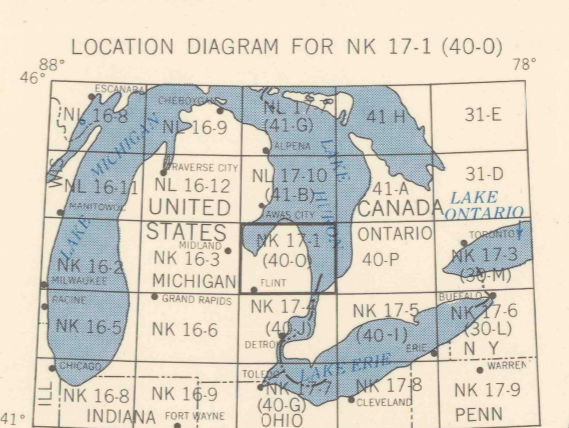 LOCATION DIAGRAM FOR NK 17-1 (40-O)
88° 78°
46°
ESCANABA
CHEBOYGAN
NL 16-8
NL 16-9
NL 17-
(41-G)
41 H
31-E
ALPENA
LAKE MICHIGAN
LAKE HURON
TRAVERSE CITY
NL 16-11
NL 16-12
NL 17-10
(41-B)
41-A
31-D
WIS
MANITOWOC
UNITED
STATES
TAWAS CITY
CANADA
LAKE
ONTARIO
MIDLAND
NK 17-1
(40-O)
ONTARIO
TORONTO
NK 16-2
NK 16-3
40-P
NK 17-3
(30-M)
MILWAUKEE
MICHIGAN
FLINT
RACINE
GRAND RAPIDS
BUFFALO
NK 16-5
NK 16-6
NK 17-4
(40-J)
NK 17-5
(40-I)
NK 17-6
(30-L)
DETROIT
ERIE
N Y
CHICAGO
TOLEDO
LAKE ERIE
WARREN
ILL
NK 16-8
NK 16-9
NK 17-7
(40-G)
NK 17-8
NK 17-9
CLEVELAND
41°
INDIANA
FORT WAYNE
OHIO
PENN